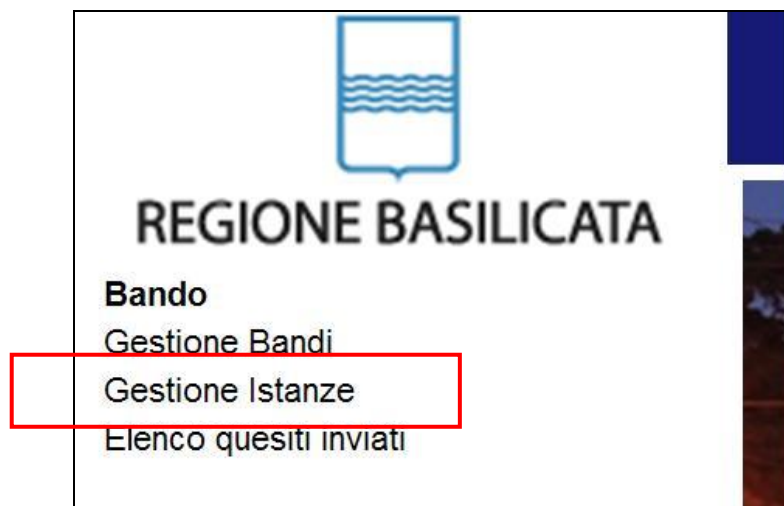 REGIONE BASILICATA
Bando
Gestione Bandi
Gestione Istanze
Elenco quesiti inviati